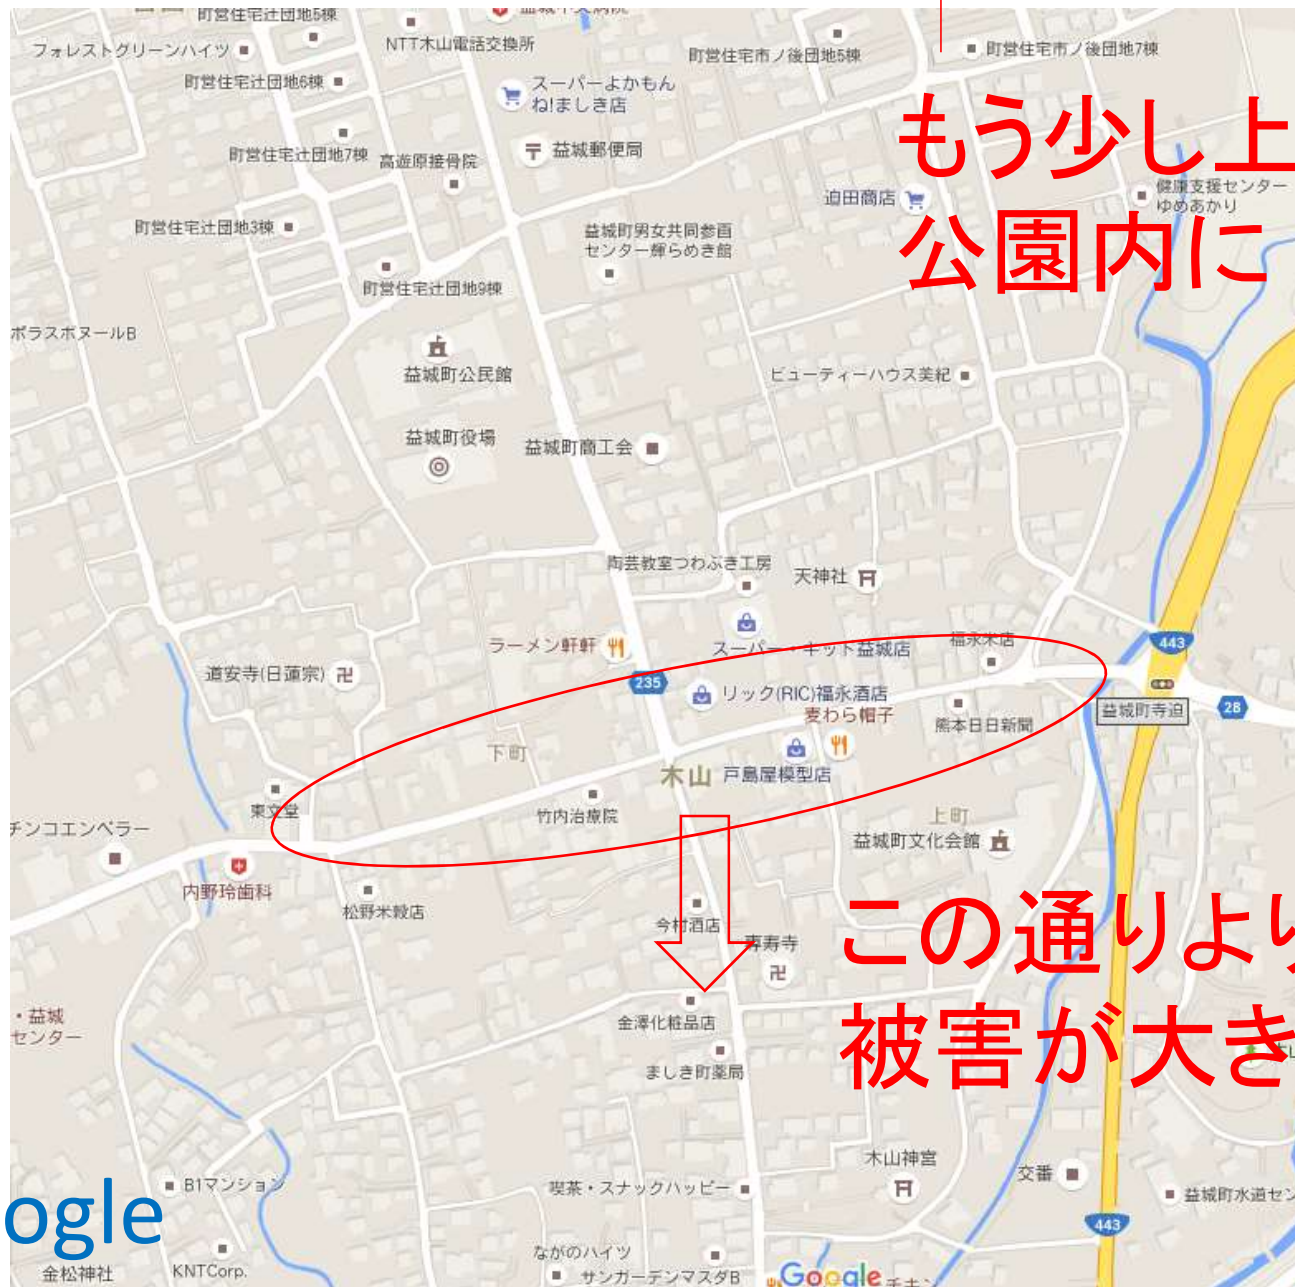 町営住宅辻団地5棟
フォレストグリーンハイツ
NTT木山電話交換所
町営住宅市ノ後団地5棟
町営住宅市ノ後団地7棟
町営住宅辻団地6棟
スーパーよかもん
ね!ましき店
もう少し上
公園内に
町営住宅辻団地7棟
高遊原接骨院
益城郵便局
迫田商店
健康支援センター
ゆめあかり
町営住宅辻団地3棟
益城町男女共同参画
センター輝らめき館
町営住宅辻団地9棟
ポラスボヌールB
益城町公民館
ビューティーハウス美紀
益城町役場
益城町商工会
陶芸教室つわぶき工房
天神社
ラーメン軒軒
スーパー・キット益城店
福永米店
443
道安寺(日蓮宗)
235
リック(RIC)福永酒店
麦わら帽子
熊本日日新聞
益城町寺迫
28
下町
木山
戸島屋模型店
東文堂
竹内治療院
上町
益城町文化会館
チンコエンペラー
内野玲歯科
松野米穀店
今村酒店
専寿寺
この通りより
被害が大き
・益城
センター
金澤化粧品店
ましき町薬局
木山神宮
交番
B1マンション
喫茶・スナックハッピー
益城町水道セン
ogle
443
ながのハイツ
金松神社
KNTCorp.
サンガーデンマスダB
Google
チキン